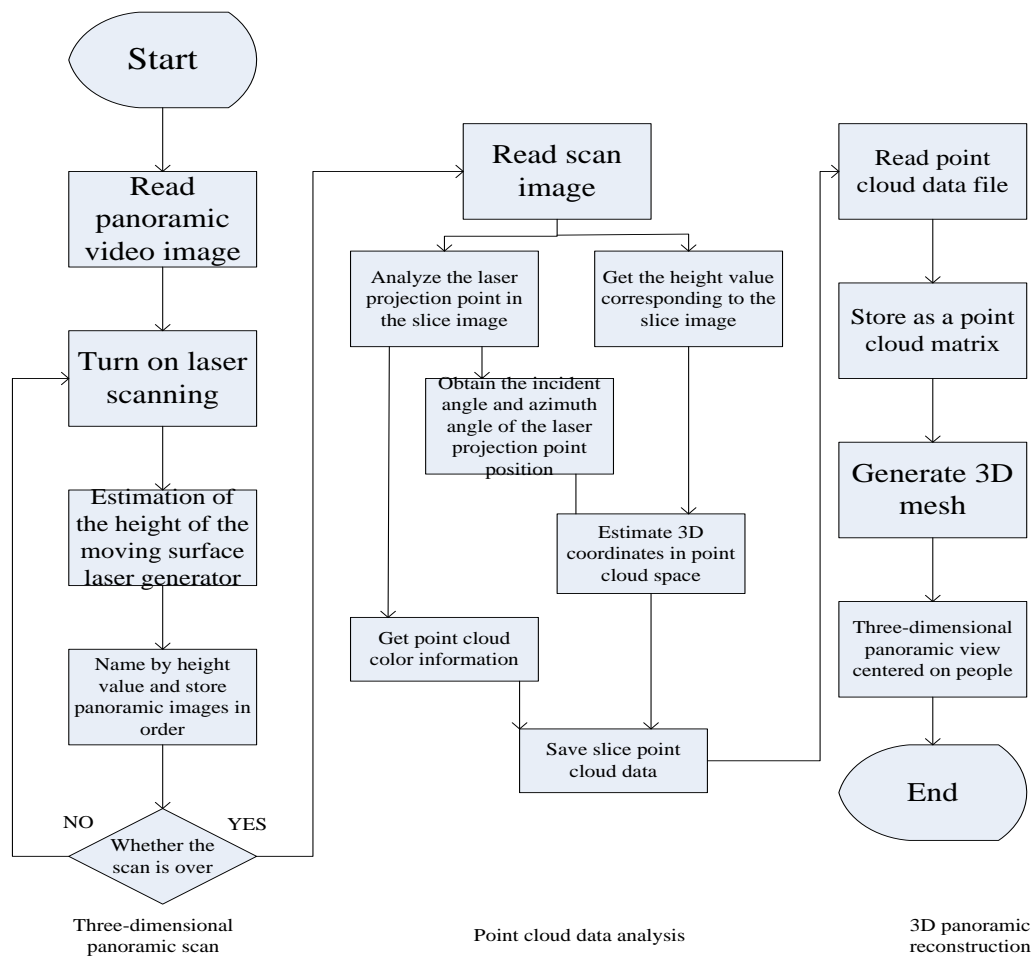 Start
Read
panoramic
video image
Turn on laser
scanning
Estimation of
the height of the
moving surface
laser generator
Name by height
value and store
panoramic images in
order
NO
YES
Whether the
scan is over
Three-dimensional
panoramic scan
Read scan
image
Analyze the laser
projection point in
the slice image
Get the height value
corresponding to the
slice image
Obtain the incident
angle and azimuth
angle of the laser
projection point
position
Estimate 3D
coordinates in point
cloud space
Get point cloud
color information
Save slice point
cloud data
Point cloud data analysis
Read point
cloud data file
Store as a point
cloud matrix
Generate 3D
mesh
Three-dimensional
panoramic view
centered on people
End
3D panoramic
reconstruction